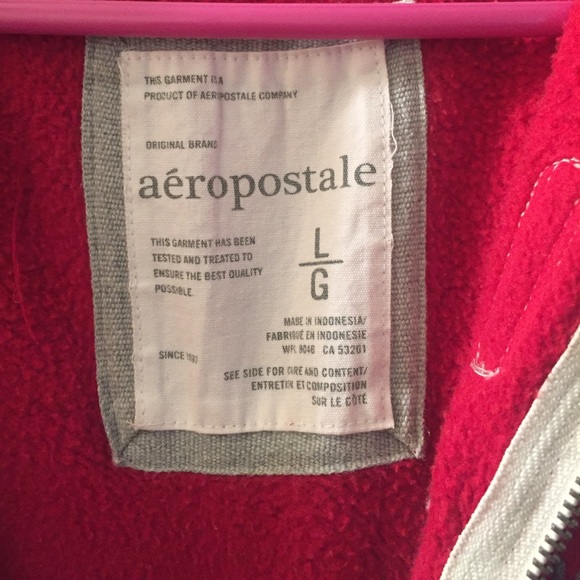 THIS GARMENT IS A
PRODUCT OF AEROPOSTALE COMPANY
ORIGINAL BRAND
aéropostale
THIS GARMENT HAS BEEN
TESTED AND TREATED TO
ENSURE THE BEST QUALITY
POSSIBLE.
L
G
MADE IN INDONESIA/
FABRIQUÉ EN INDONESIE
WPL 9046 CA 53201
SINCE 1987
SEE SIDE FOR CARE AND CONTENT/
ENTRETIEN ET COMPOSITION
SUR LE CÔTÉ